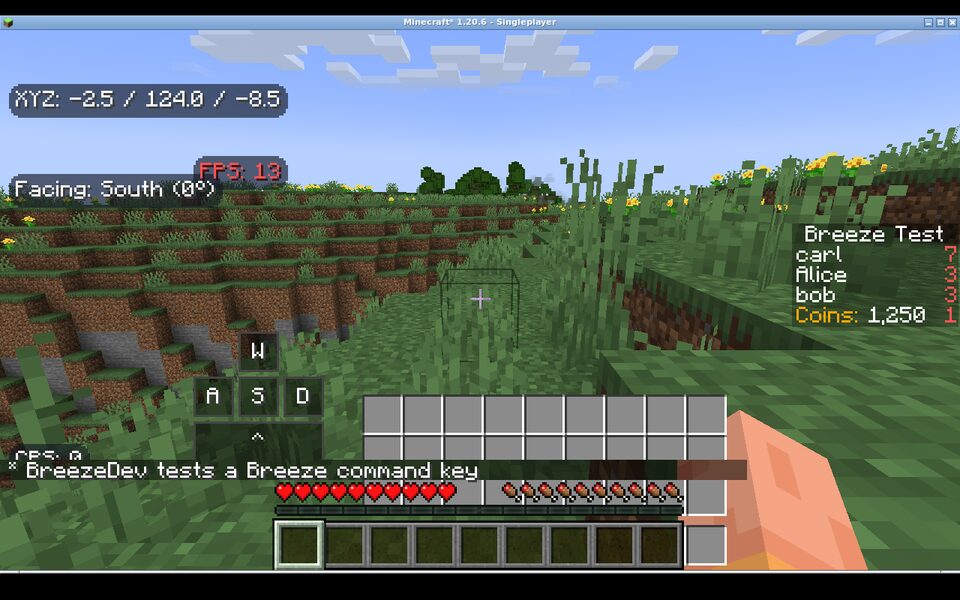 Minecraft* 1.20.6 - Singleplayer
XYZ: -2.5 / 124.0 / -8.5
FPS: 13
Facing: South (0°)
Breeze Test
carl 7
Alice 3
bob 3
Coins: 1,250 1
W
A S D
^
CPS: 0
* BreezeDev tests a Breeze command key